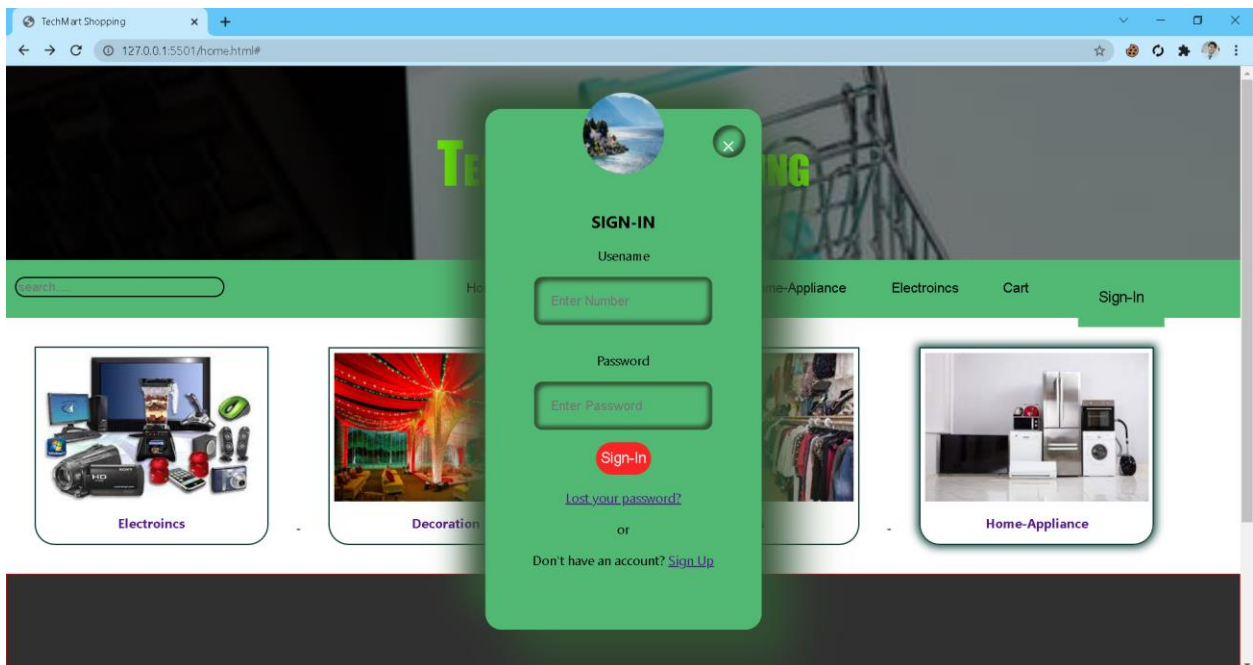 TechMart Shopping
127.0.0.1:5501/home.html#
SIGN-IN
Usename
Enter Number
Password
Enter Password
Sign-In
Lost your password?
or
Don't have an account? Sign Up
search.....
Electroincs Cart Sign-In
Electroincs
-
Decoration
-
Home-Appliance
HD
SONY